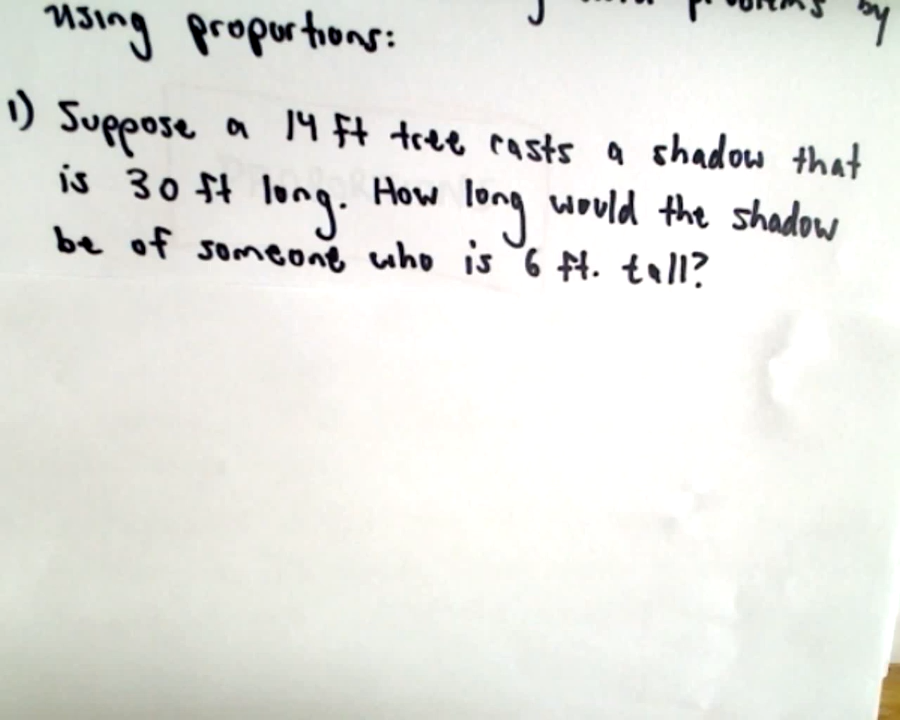 using proportions: by
1) Suppose a 14 ft tree casts a shadow that
is 30 ft long. How long would the shadow
be of someone who is 6 ft. tall?